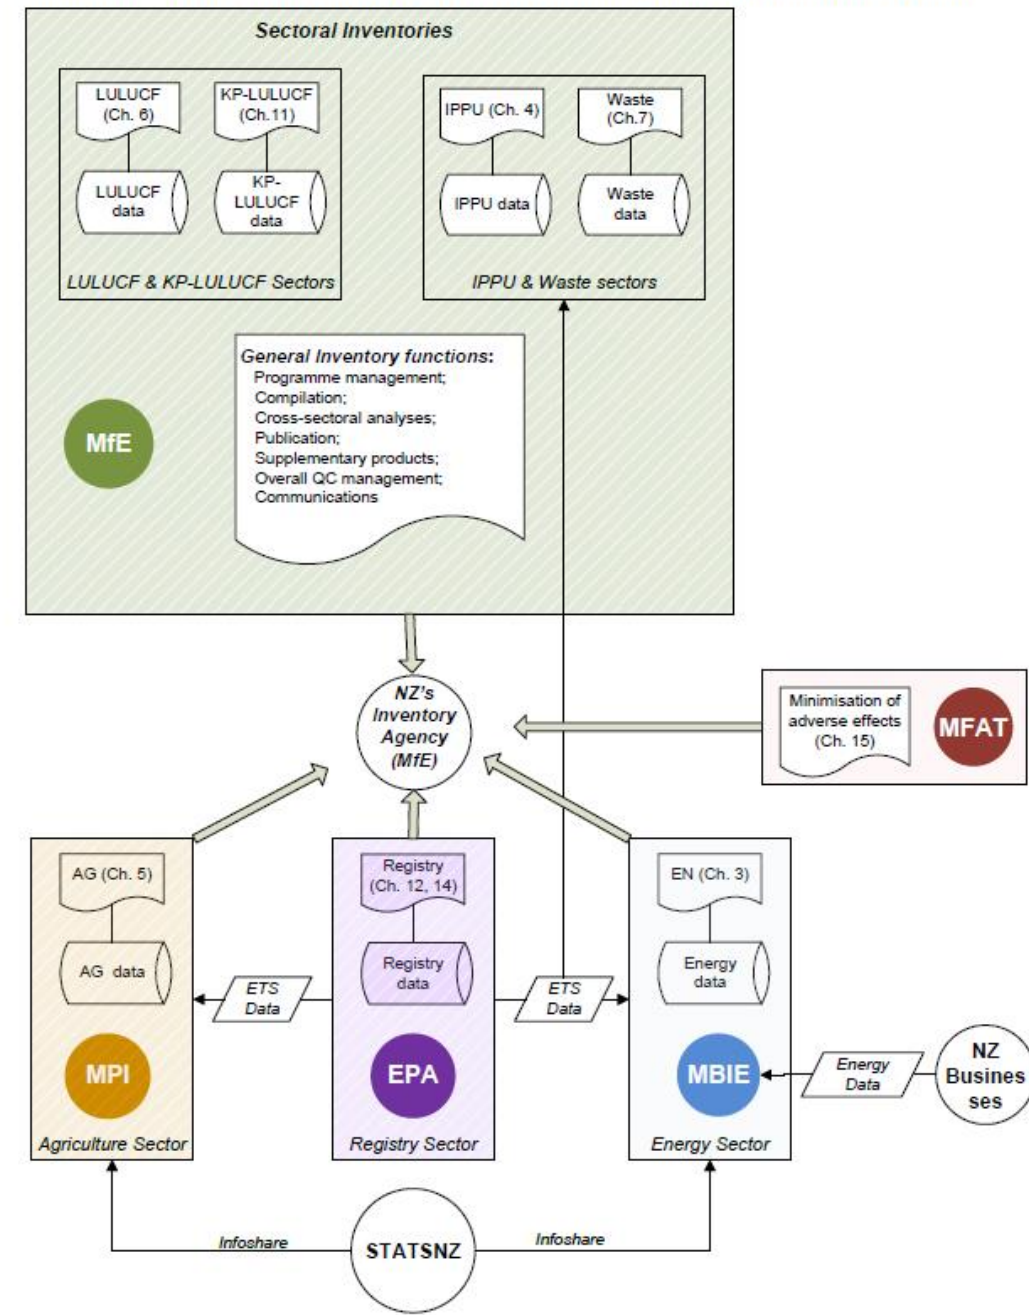 Sectoral Inventories
LULUCF
(Ch. 6)
KP-LULUCF
(Ch.11)
LULUCF
data
KP-
LULUCF
data
LULUCF & KP-LULUCF Sectors
IPPU (Ch. 4)
Waste
(Ch.7)
IPPU data
Waste
data
IPPU & Waste sectors
General Inventory functions:
Programme management;
Compilation;
Cross-sectoral analyses;
Publication;
Supplementary products;
Overall QC management;
Communications
MfE
NZ's
Inventory
Agency
(MfE)
Minimisation of
adverse effects
(Ch. 15)
MFAT
AG (Ch. 5)
AG data
MPI
Agriculture Sector
ETS
Data
Registry
(Ch. 12, 14)
Registry
data
EPA
Registry Sector
ETS
Data
EN (Ch. 3)
Energy
data
MBIE
Energy Sector
Energy
Data
NZ
Busines
ses
Infoshare
STATSNZ
Infoshare